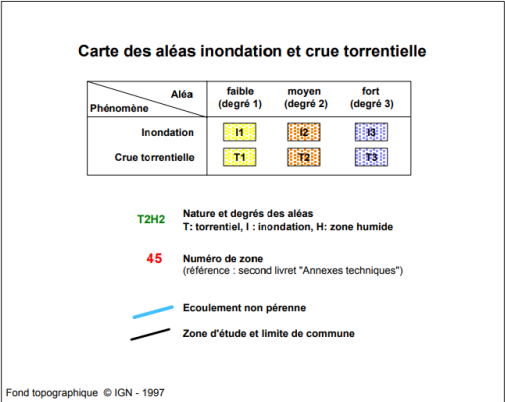 Carte des aléas inondation et crue torrentielle
Aléa
Phénomène
faible
(degré 1)
moyen
(degré 2)
fort
(degré 3)
Inondation I1 I2 I3
Crue torrentielle T1 T2 T3
T2H2
Nature et degrés des aléas
T: torrentiel, I : inondation, H: zone humide
45
Numéro de zone
(référence : second livret "Annexes techniques")
Ecoulement non pérenne
Zone d'étude et limite de commune
Fond topographique © IGN - 1997